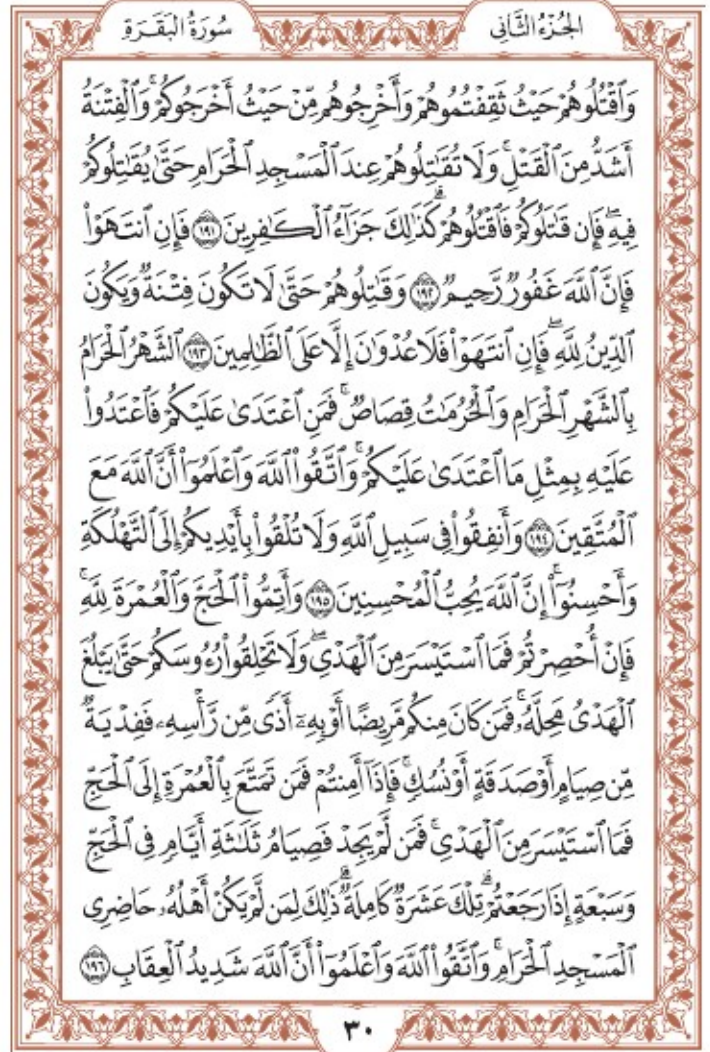 الجُزْءُ الثَّانِي سُورَةُ البَقَرَةِ
وَٱقۡتُلُوهُمۡ حَيۡثُ ثَقِفۡتُمُوهُمۡ وَأَخۡرِجُوهُم مِّنۡ حَيۡثُ أَخۡرَجُوكُمۡۚ وَٱلۡفِتۡنَةُ
أَشَدُّ مِنَ ٱلۡقَتۡلِۚ وَلَا تُقَٰتِلُوهُمۡ عِندَ ٱلۡمَسۡجِدِ ٱلۡحَرَامِ حَتَّىٰ يُقَٰتِلُوكُمۡ
فِيهِۖ فَإِن قَٰتَلُوكُمۡ فَٱقۡتُلُوهُمۡۗ كَذَٰلِكَ جَزَآءُ ٱلۡكَٰفِرِينَ ١٩١ فَإِنِ ٱنتَهَوۡاْ
فَإِنَّ ٱللَّهَ غَفُورٞ رَّحِيمٞ ١٩٢ وَقَٰتِلُوهُمۡ حَتَّىٰ لَا تَكُونَ فِتۡنَةٞ وَيَكُونَ
ٱلدِّينُ لِلَّهِۖ فَإِنِ ٱنتَهَوۡاْ فَلَا عُدۡوَٰنَ إِلَّا عَلَى ٱلظَّٰلِمِينَ ١٩٣ ٱلشَّهۡرُ ٱلۡحَرَامُ
بِٱلشَّهۡرِ ٱلۡحَرَامِ وَٱلۡحُرُمَٰتُ قِصَاصٞۚ فَمَنِ ٱعۡتَدَىٰ عَلَيۡكُمۡ فَٱعۡتَدُواْ
عَلَيۡهِ بِمِثۡلِ مَا ٱعۡتَدَىٰ عَلَيۡكُمۡۚ وَٱتَّقُواْ ٱللَّهَ وَٱعۡلَمُوٓاْ أَنَّ ٱللَّهَ مَعَ
ٱلۡمُتَّقِينَ ١٩٤ وَأَنفِقُواْ فِي سَبِيلِ ٱللَّهِ وَلَا تُلۡقُواْ بِأَيۡدِيكُمۡ إِلَى ٱلتَّهۡلُكَةِ
وَأَحۡسِنُوٓاْۚ إِنَّ ٱللَّهَ يُحِبُّ ٱلۡمُحۡسِنِينَ ١٩٥ وَأَتِمُّواْ ٱلۡحَجَّ وَٱلۡعُمۡرَةَ لِلَّهِۚ
فَإِنۡ أُحۡصِرۡتُمۡ فَمَا ٱسۡتَيۡسَرَ مِنَ ٱلۡهَدۡيِۖ وَلَا تَحۡلِقُواْ رُءُوسَكُمۡ حَتَّىٰ يَبۡلُغَ
ٱلۡهَدۡيُ مَحِلَّهُۥۚ فَمَن كَانَ مِنكُم مَّرِيضًا أَوۡ بِهِۦٓ أَذٗى مِّن رَّأۡسِهِۦ فَفِدۡيَةٞ
مِّن صِيَامٍ أَوۡ صَدَقَةٍ أَوۡ نُسُكٖۚ فَإِذَآ أَمِنتُمۡ فَمَن تَمَتَّعَ بِٱلۡعُمۡرَةِ إِلَى ٱلۡحَجِّ
فَمَا ٱسۡتَيۡسَرَ مِنَ ٱلۡهَدۡيِۚ فَمَن لَّمۡ يَجِدۡ فَصِيَامُ ثَلَٰثَةِ أَيَّامٖ فِي ٱلۡحَجِّ
وَسَبۡعَةٍ إِذَا رَجَعۡتُمۡۗ تِلۡكَ عَشَرَةٞ كَامِلَةٞۗ ذَٰلِكَ لِمَن لَّمۡ يَكُنۡ أَهۡلُهُۥ حَاضِرِي
ٱلۡمَسۡجِدِ ٱلۡحَرَامِۚ وَٱتَّقُواْ ٱللَّهَ وَٱعۡلَمُوٓاْ أَنَّ ٱللَّهَ شَدِيدُ ٱلۡعِقَابِ ١٩٦
٣٠